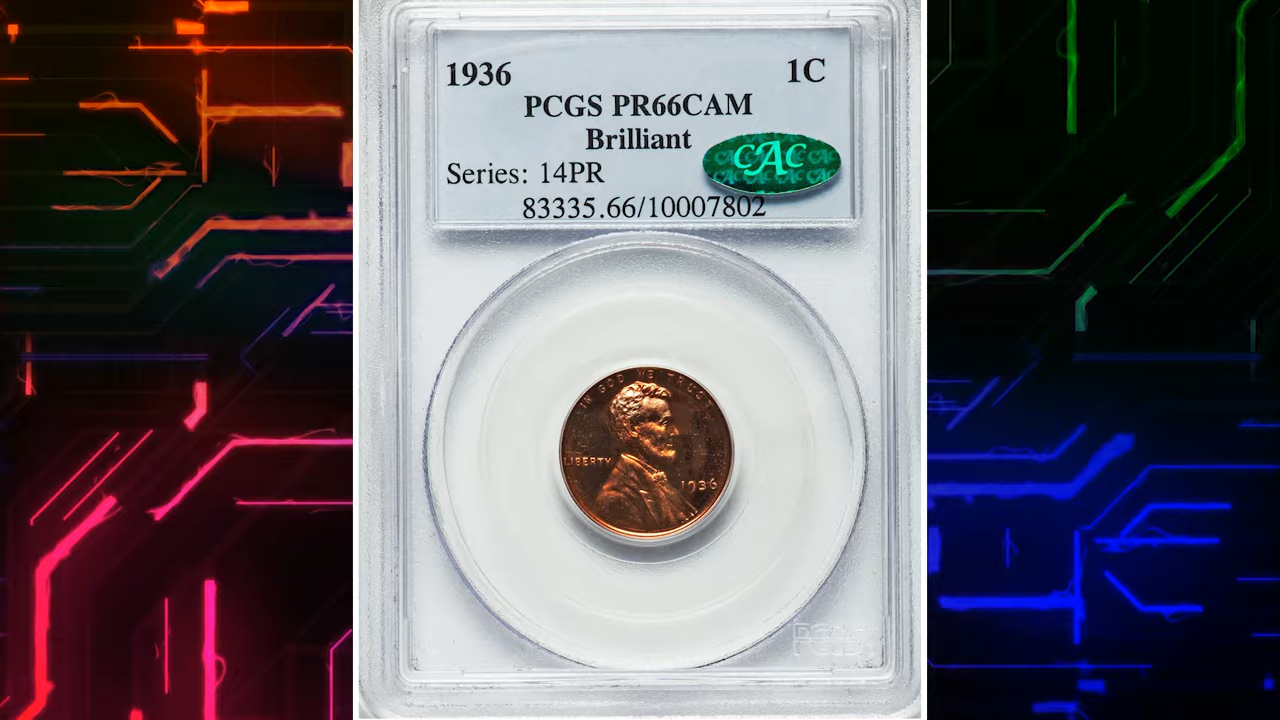 1936 1C
PCGS PR66CAM
Brilliant
CAC
Series: 14PR
83335.66/10007802
IN GOD WE TRUST
LIBERTY
1936
PCGS